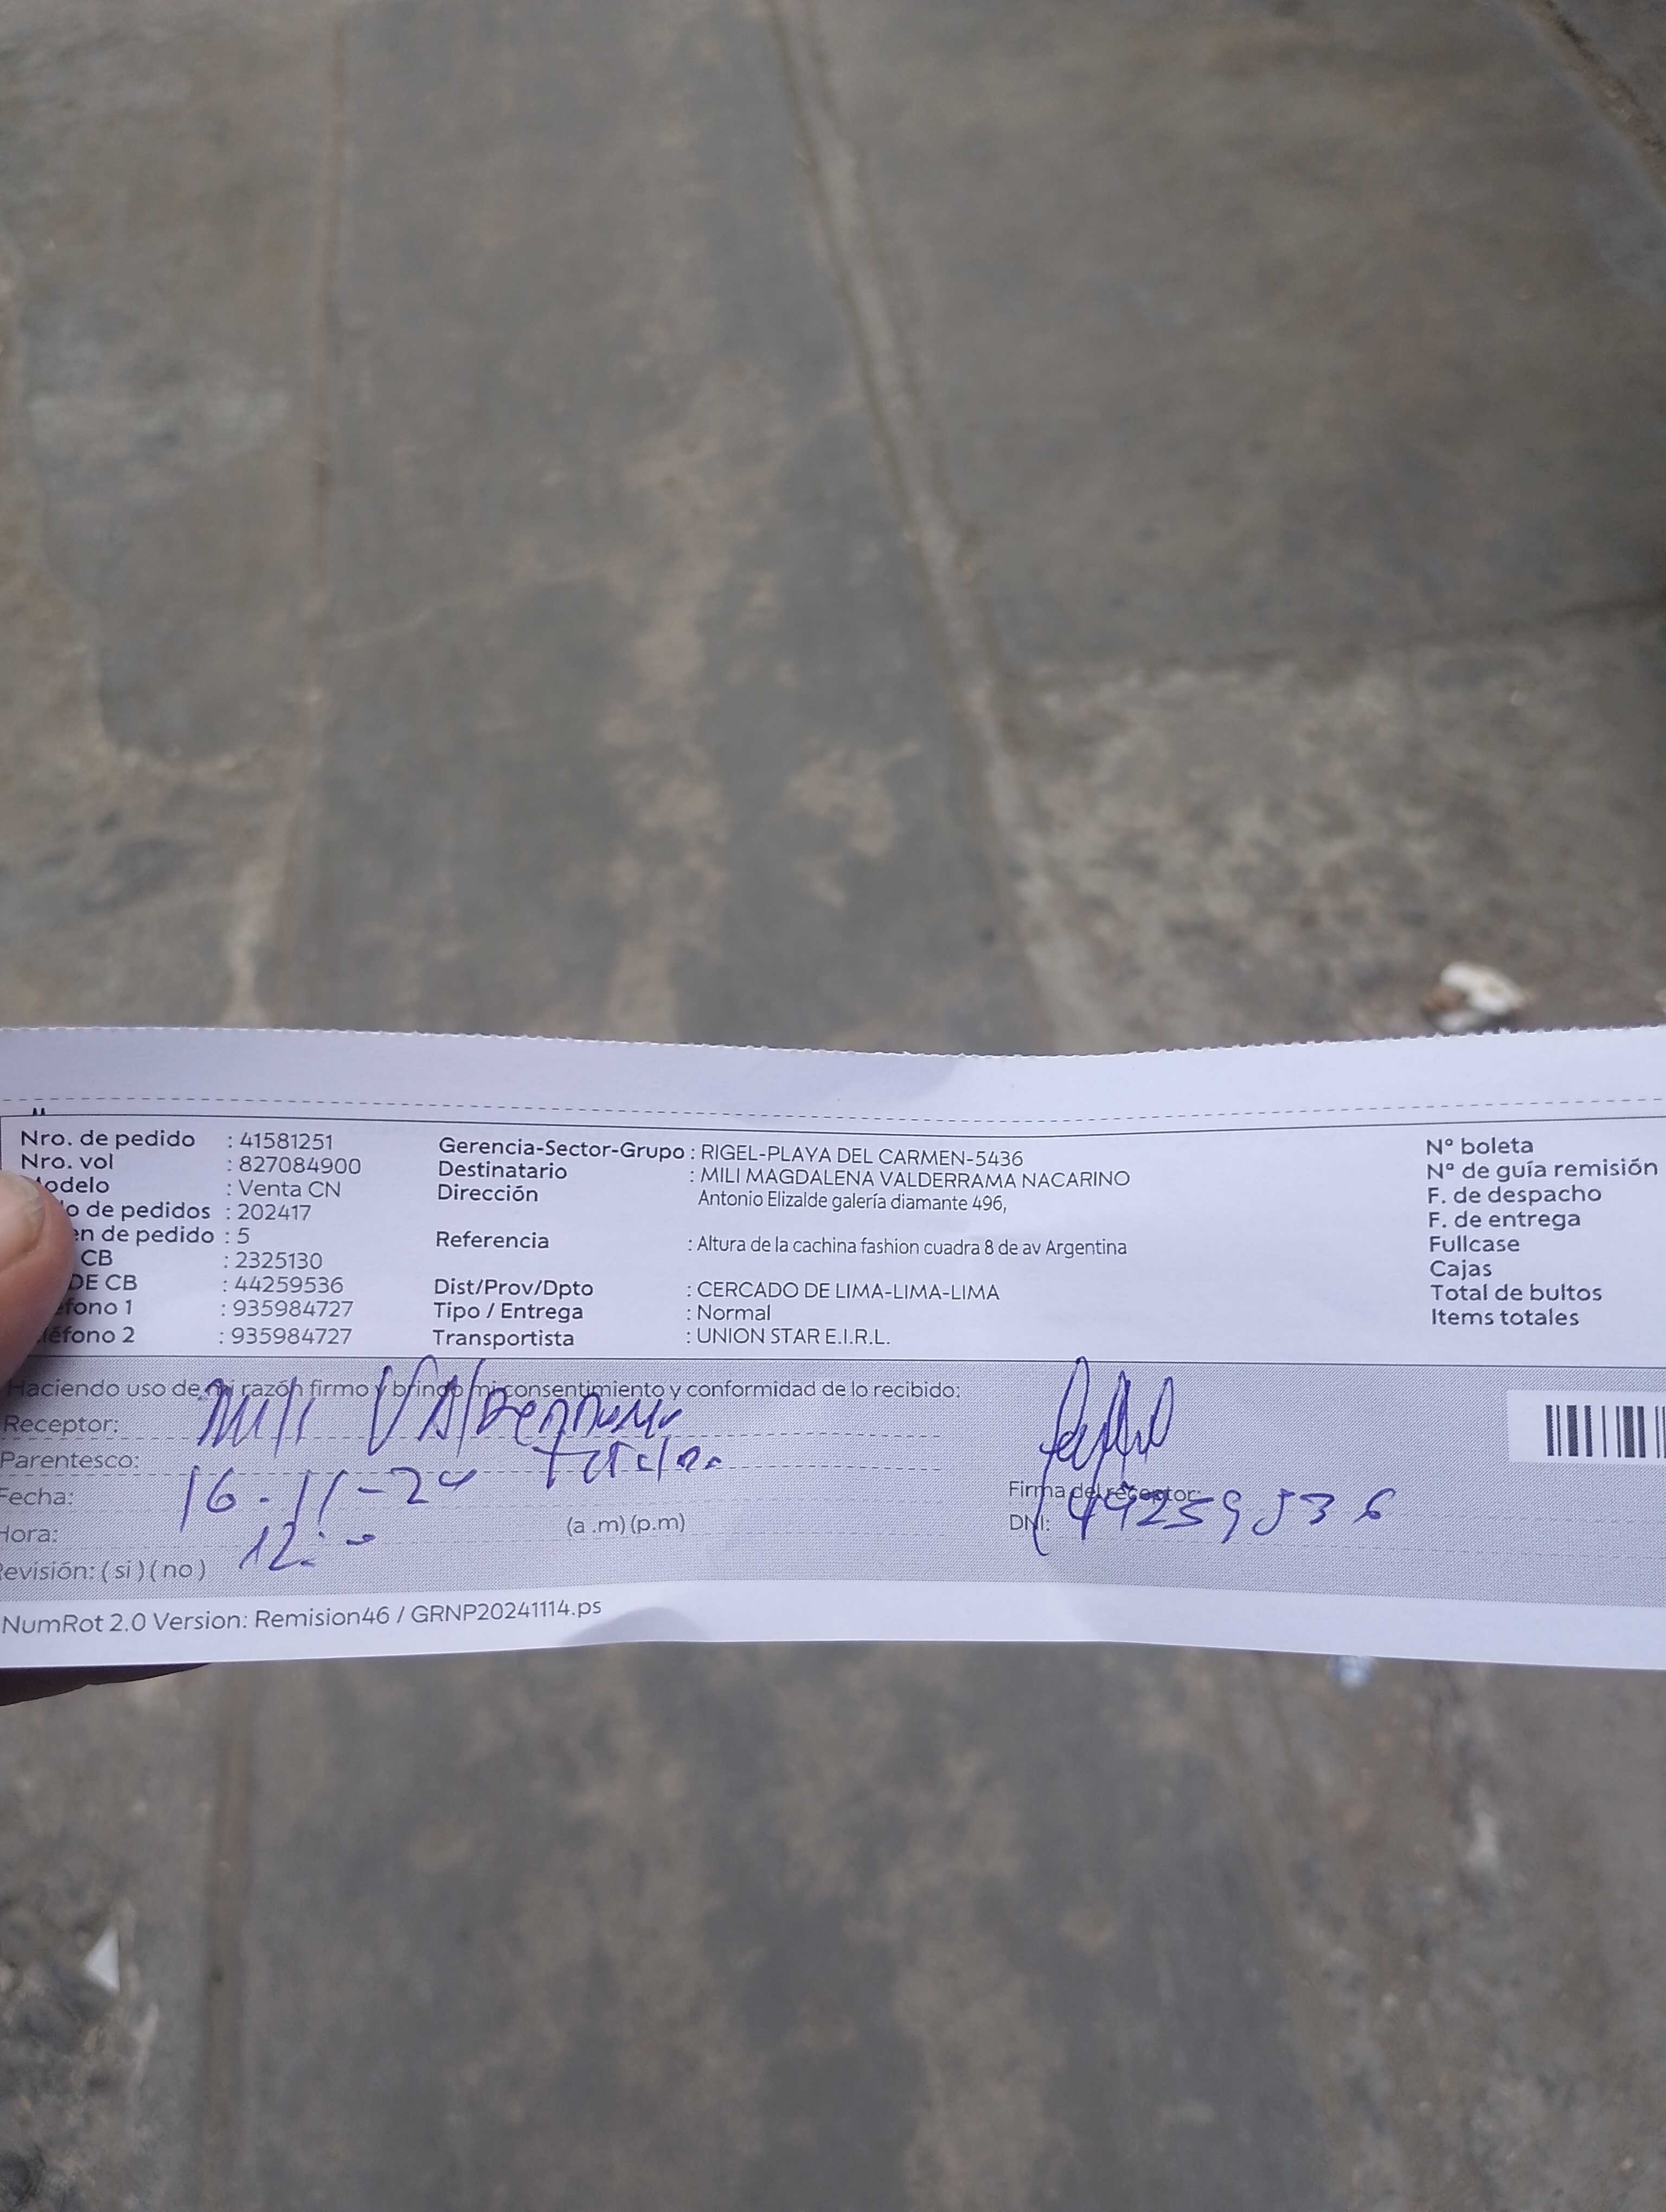 Nro. de pedido : 41581251
Nro. vol : 827084900
odelo : Venta CN
o de pedidos : 202417
en de pedido : 5
CB : 2325130
DE CB : 44259536
éfono 1 : 935984727
léfono 2 : 935984727
Gerencia-Sector-Grupo : RIGEL-PLAYA DEL CARMEN-5436
Destinatario : MILI MAGDALENA VALDERRAMA NACARINO
Dirección Antonio Elizalde galería diamante 496,
Referencia : Altura de la cachina fashion cuadra 8 de av Argentina
Dist/Prov/Dpto : CERCADO DE LIMA-LIMA-LIMA
Tipo / Entrega : Normal
Transportista : UNION STAR E.I.R.L.
N° boleta
N° de guía remisión
F. de despacho
F. de entrega
Fullcase
Cajas
Total de bultos
Items totales
Haciendo uso de mi razón firmo y brindo mi consentimiento y conformidad de lo recibido:
Receptor: Mili Valderrama
Parentesco:
Fecha: 16-11-24
Hora: 12: (a .m) (p.m)
Revisión: ( si ) ( no )
Firma del receptor:
DNI: 44259536
NumRot 2.0 Version: Remision46 / GRNP20241114.ps